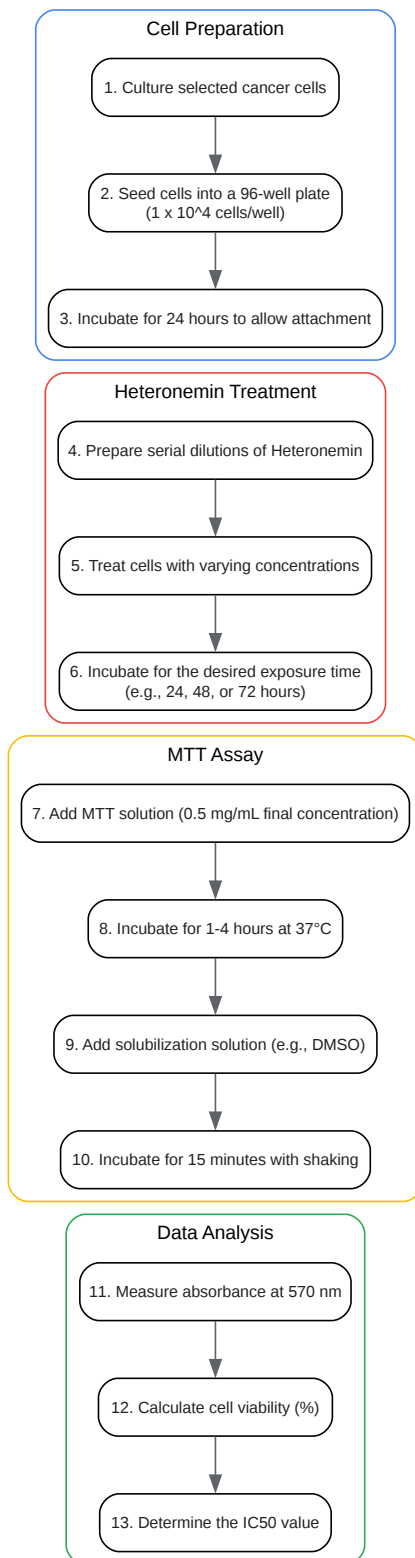 Cell Preparation
1. Culture selected cancer cells
2. Seed cells into a 96-well plate
(1 x 10^4 cells/well)
3. Incubate for 24 hours to allow attachment
Heteronemin Treatment
4. Prepare serial dilutions of Heteronemin
5. Treat cells with varying concentrations
6. Incubate for the desired exposure time
(e.g., 24, 48, or 72 hours)
MTT Assay
7. Add MTT solution (0.5 mg/mL final concentration)
8. Incubate for 1-4 hours at 37°C
9. Add solubilization solution (e.g., DMSO)
10. Incubate for 15 minutes with shaking
Data Analysis
11. Measure absorbance at 570 nm
12. Calculate cell viability (%)
13. Determine the IC50 value